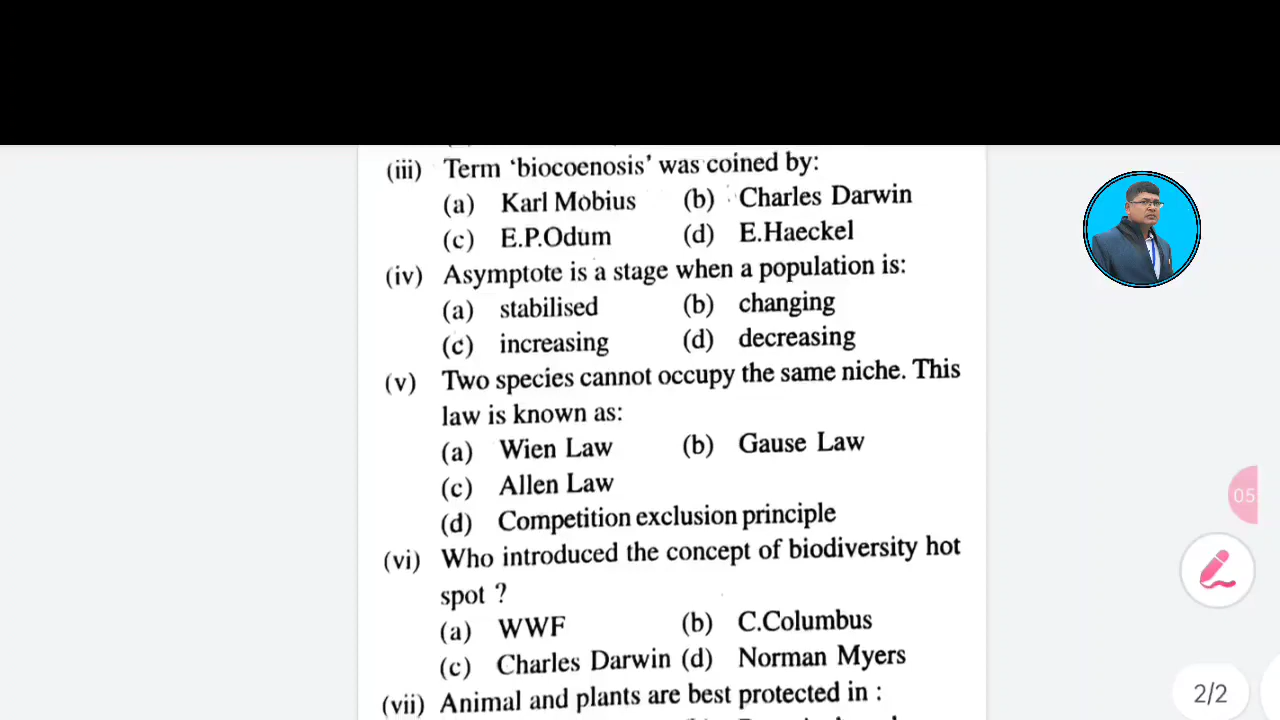 (iii) Term ‘biocoenosis’ was coined by:
(a) Karl Mobius (b) Charles Darwin
(c) E.P.Odum (d) E.Haeckel
(iv) Asymptote is a stage when a population is:
(a) stabilised (b) changing
(c) increasing (d) decreasing
(v) Two species cannot occupy the same niche. This
law is known as:
(a) Wien Law (b) Gause Law
(c) Allen Law
(d) Competition exclusion principle
(vi) Who introduced the concept of biodiversity hot
spot ?
(a) WWF (b) C.Columbus
(c) Charles Darwin (d) Norman Myers
(vii) Animal and plants are best protected in :
05
2/2